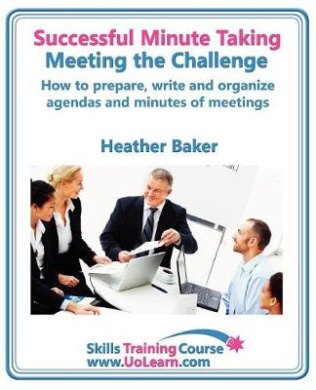 Successful Minute Taking
Meeting the Challenge
How to prepare, write and organize
agendas and minutes of meetings
Heather Baker
Skills Training Course
www.UoLearn.com